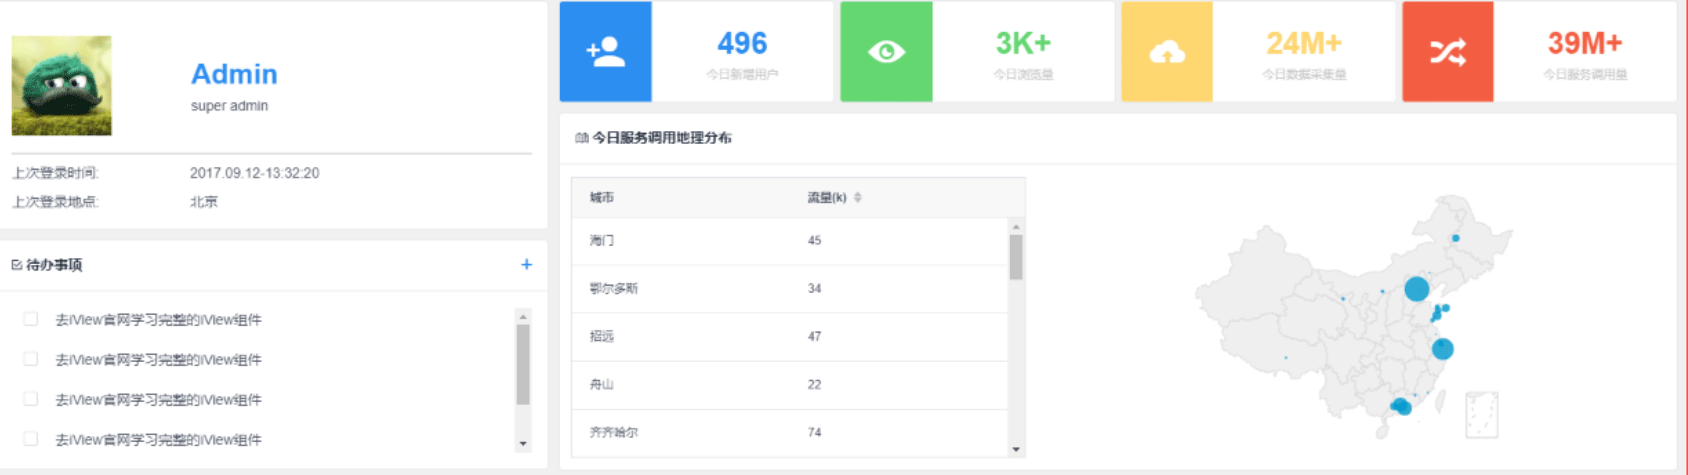 Admin
super admin
上次登录时间: 2017.09.12-13:32:20
上次登录地点: 北京
待办事项 +
去iView官网学习完整的iView组件
去iView官网学习完整的iView组件
去iView官网学习完整的iView组件
去iView官网学习完整的iView组件
496
今日新增用户
3K+
今日浏览量
24M+
今日数据采集量
39M+
今日服务调用量
今日服务调用地理分布
城市 流量(k)
海门 45
鄂尔多斯 34
招远 47
舟山 22
齐齐哈尔 74